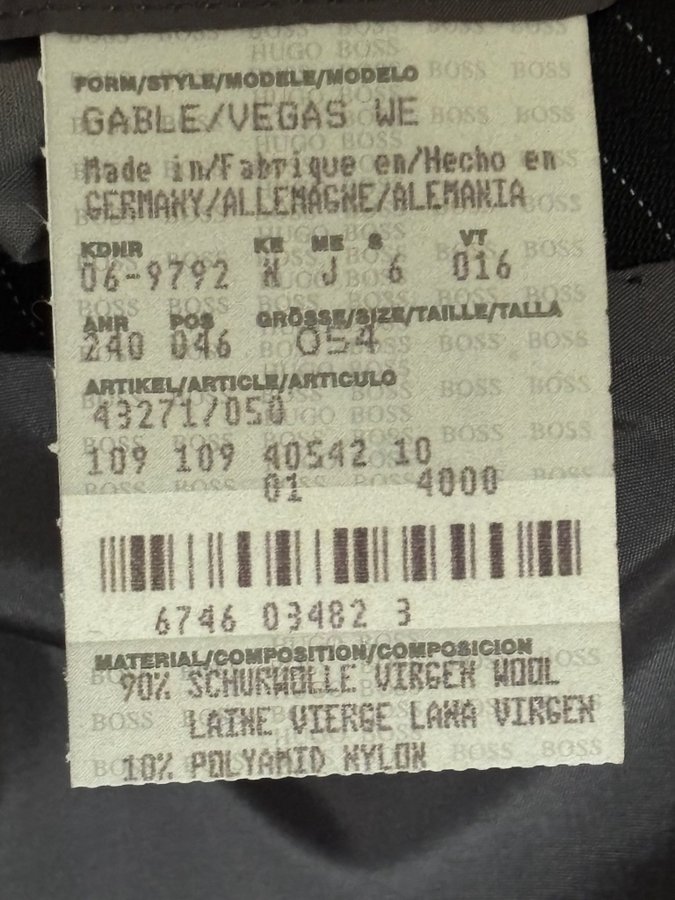 FORM/STYLE/MODELE/MODELO
GABLE/VEGAS WE
Made in/Fabrique en/Hecho en
GERMANY/ALLEMAGNE/ALEMANIA
KDNR KE ME S VT
06-9792 N J 6 016
ANR POS GRÖSSE/SIZE/TAILLE/TALLA
240 046 054
ARTIKEL/ARTICLE/ARTICULO
43271/050
109 109 40542 10
01 4000
6746 03482 3
MATERIAL/COMPOSITION/COMPOSICION
90% SCHURWOLLE VIRGEN WOOL
LAINE VIERGE LANA VIRGEN
10% POLYAMID NYLON
HUGO BOSS